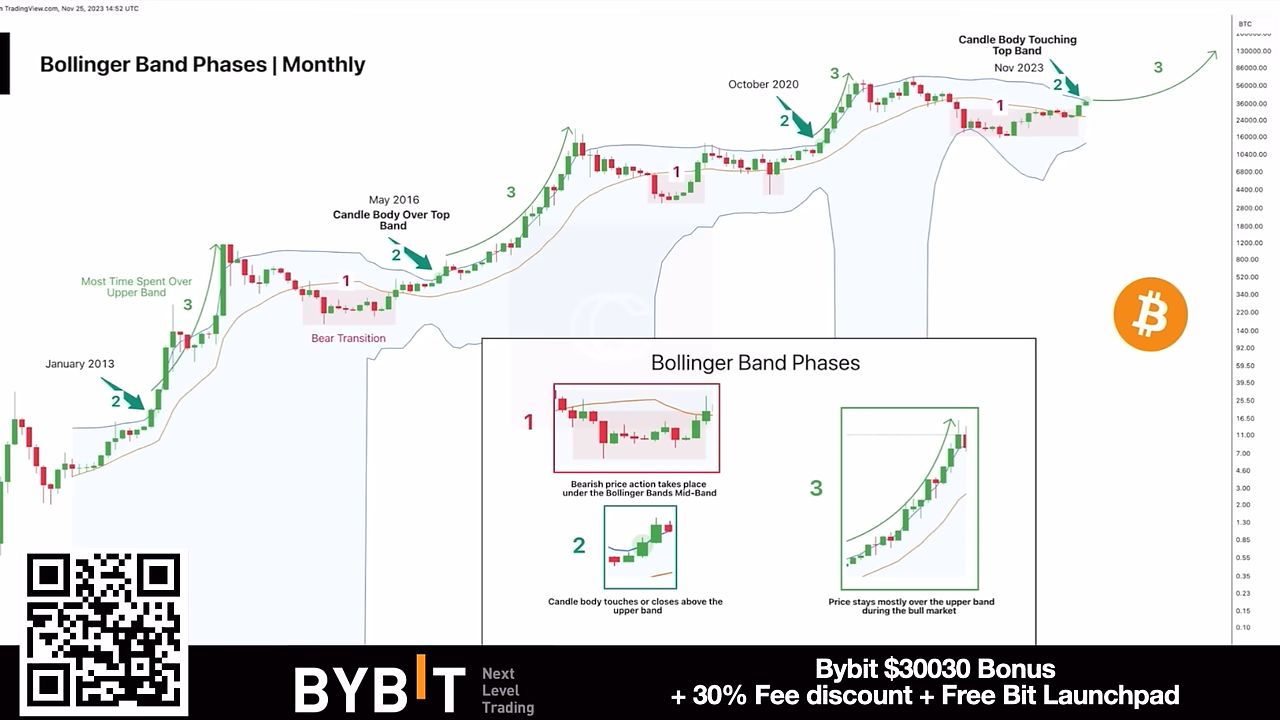 n TradingView.com, Nov 25, 2023 14:52 UTC
Bollinger Band Phases | Monthly
Candle Body Touching
Top Band
Nov 2023
2
3
BTC
130000.00
86000.00
56000.00
36000.00
24000.00
16000.00
10400.00
6800.00
4400.00
2800.00
1800.00
1200.00
800.00
520.00
340.00
220.00
140.00
92.00
59.50
39.50
25.50
16.50
11.00
7.00
4.60
3.00
2.00
1.30
0.85
0.55
0.35
0.23
0.15
0.10
October 2020
2
3
1
May 2016
Candle Body Over Top
Band
2
3
1
Most Time Spent Over
Upper Band
3
1
Bear Transition
January 2013
2
Bollinger Band Phases
1
Bearish price action takes place
under the Bollinger Bands Mid-Band
2
Candle body touches or closes above the
upper band
3
Price stays mostly over the upper band
during the bull market
BYBIT
Next
Level
Trading
Bybit $30030 Bonus
+ 30% Fee discount + Free Bit Launchpad